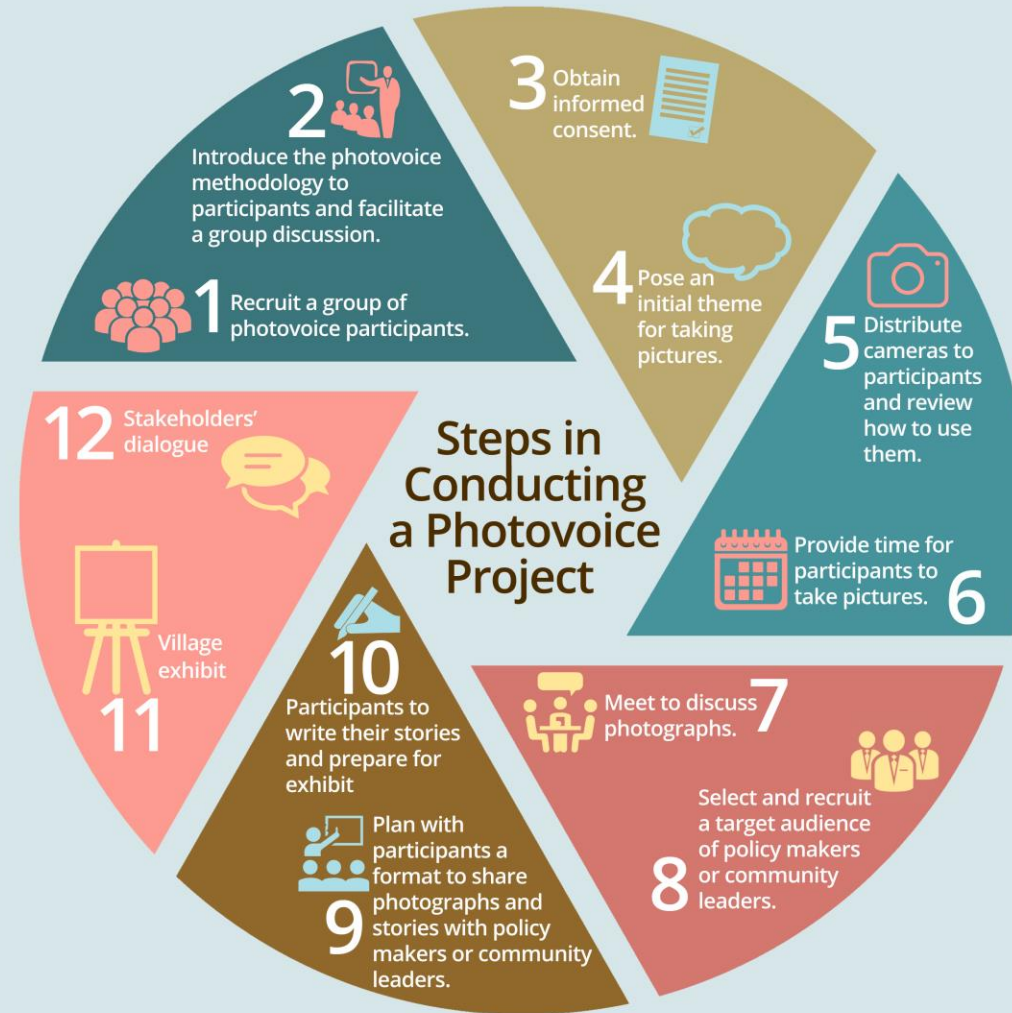 Steps in
Conducting
a Photovoice
Project
1
Recruit a group of
photovoice participants.
2
Introduce the photovoice
methodology to
participants and facilitate
a group discussion.
3
Obtain
informed
consent.
4
Pose an
initial theme
for taking
pictures.
5
Distribute
cameras to
participants
and review
how to use
them.
6
Provide time for
participants to
take pictures.
7
Meet to discuss
photographs.
8
Select and recruit
a target audience
of policy makers
or community
leaders.
9
Plan with
participants a
format to share
photographs and
stories with policy
makers or community
leaders.
10
Participants to
write their stories
and prepare for
exhibit
11
Village
exhibit
12
Stakeholders'
dialogue